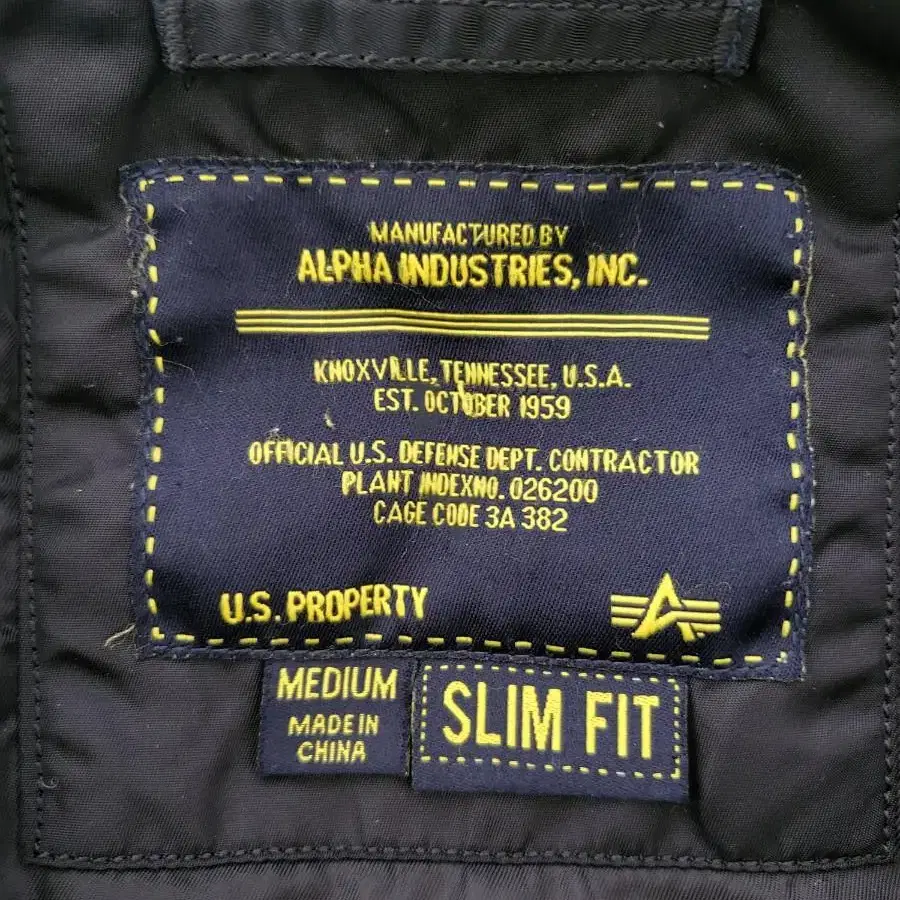 MANUFACTURED BY
ALPHA INDUSTRIES, INC.
KNOXVILLE, TENNESSEE, U.S.A.
EST. OCTOBER 1959
OFFICIAL U.S. DEFENSE DEPT. CONTRACTOR
PLANT INDEXNO. 026200
CAGE CODE 3A 382
U.S. PROPERTY
MEDIUM
MADE IN
CHINA
SLIM FIT